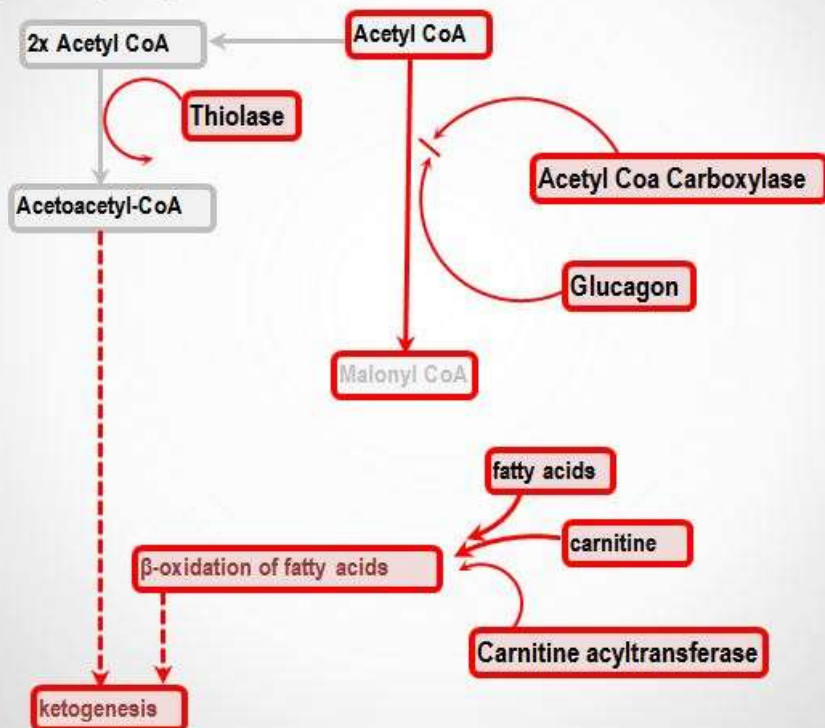 2x Acetyl CoA
Acetyl CoA
Thiolase
Acetyl Coa Carboxylase
Acetoacetyl-CoA
Glucagon
Malonyl CoA
fatty acids
carnitine
β-oxidation of fatty acids
Carnitine acyltransferase
ketogenesis